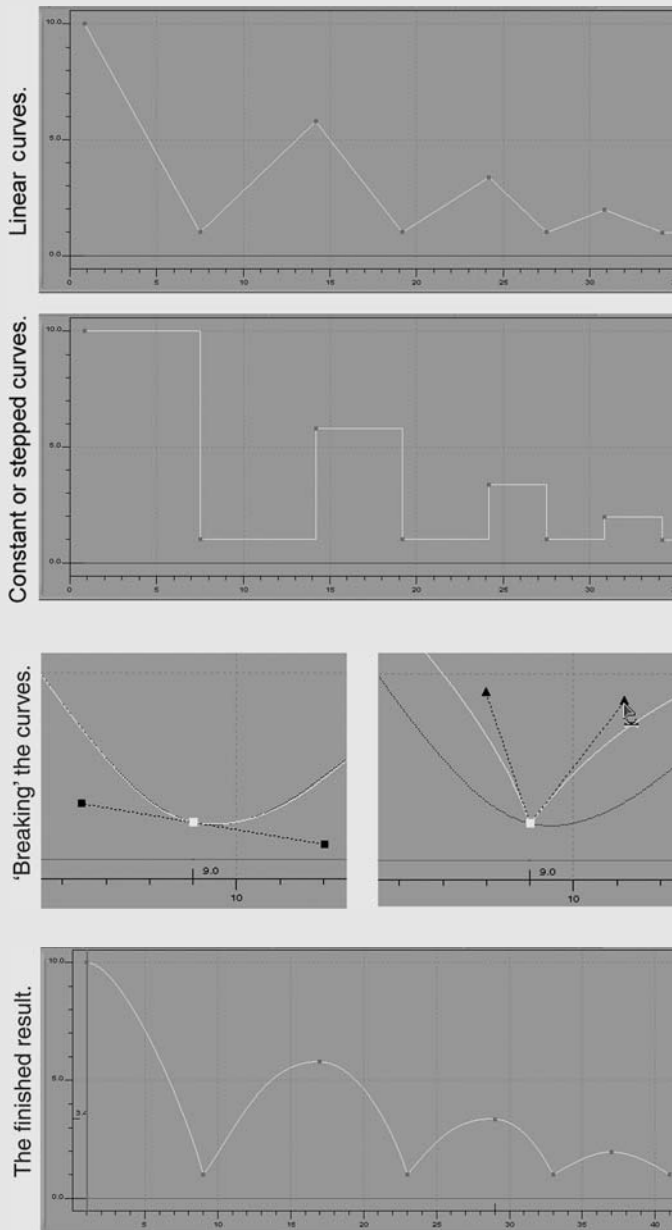 Linear curves.
10.0
5.0
0.0
0 5 10 15 20 25 30
Constant or stepped curves.
10.0
5.0
0.0
0 5 10 15 20 25 30
'Breaking' the curves.
9.0
10
9.0
10
The finished result.
10.0
5.0
0.0
5 10 15 20 25 30 35 40